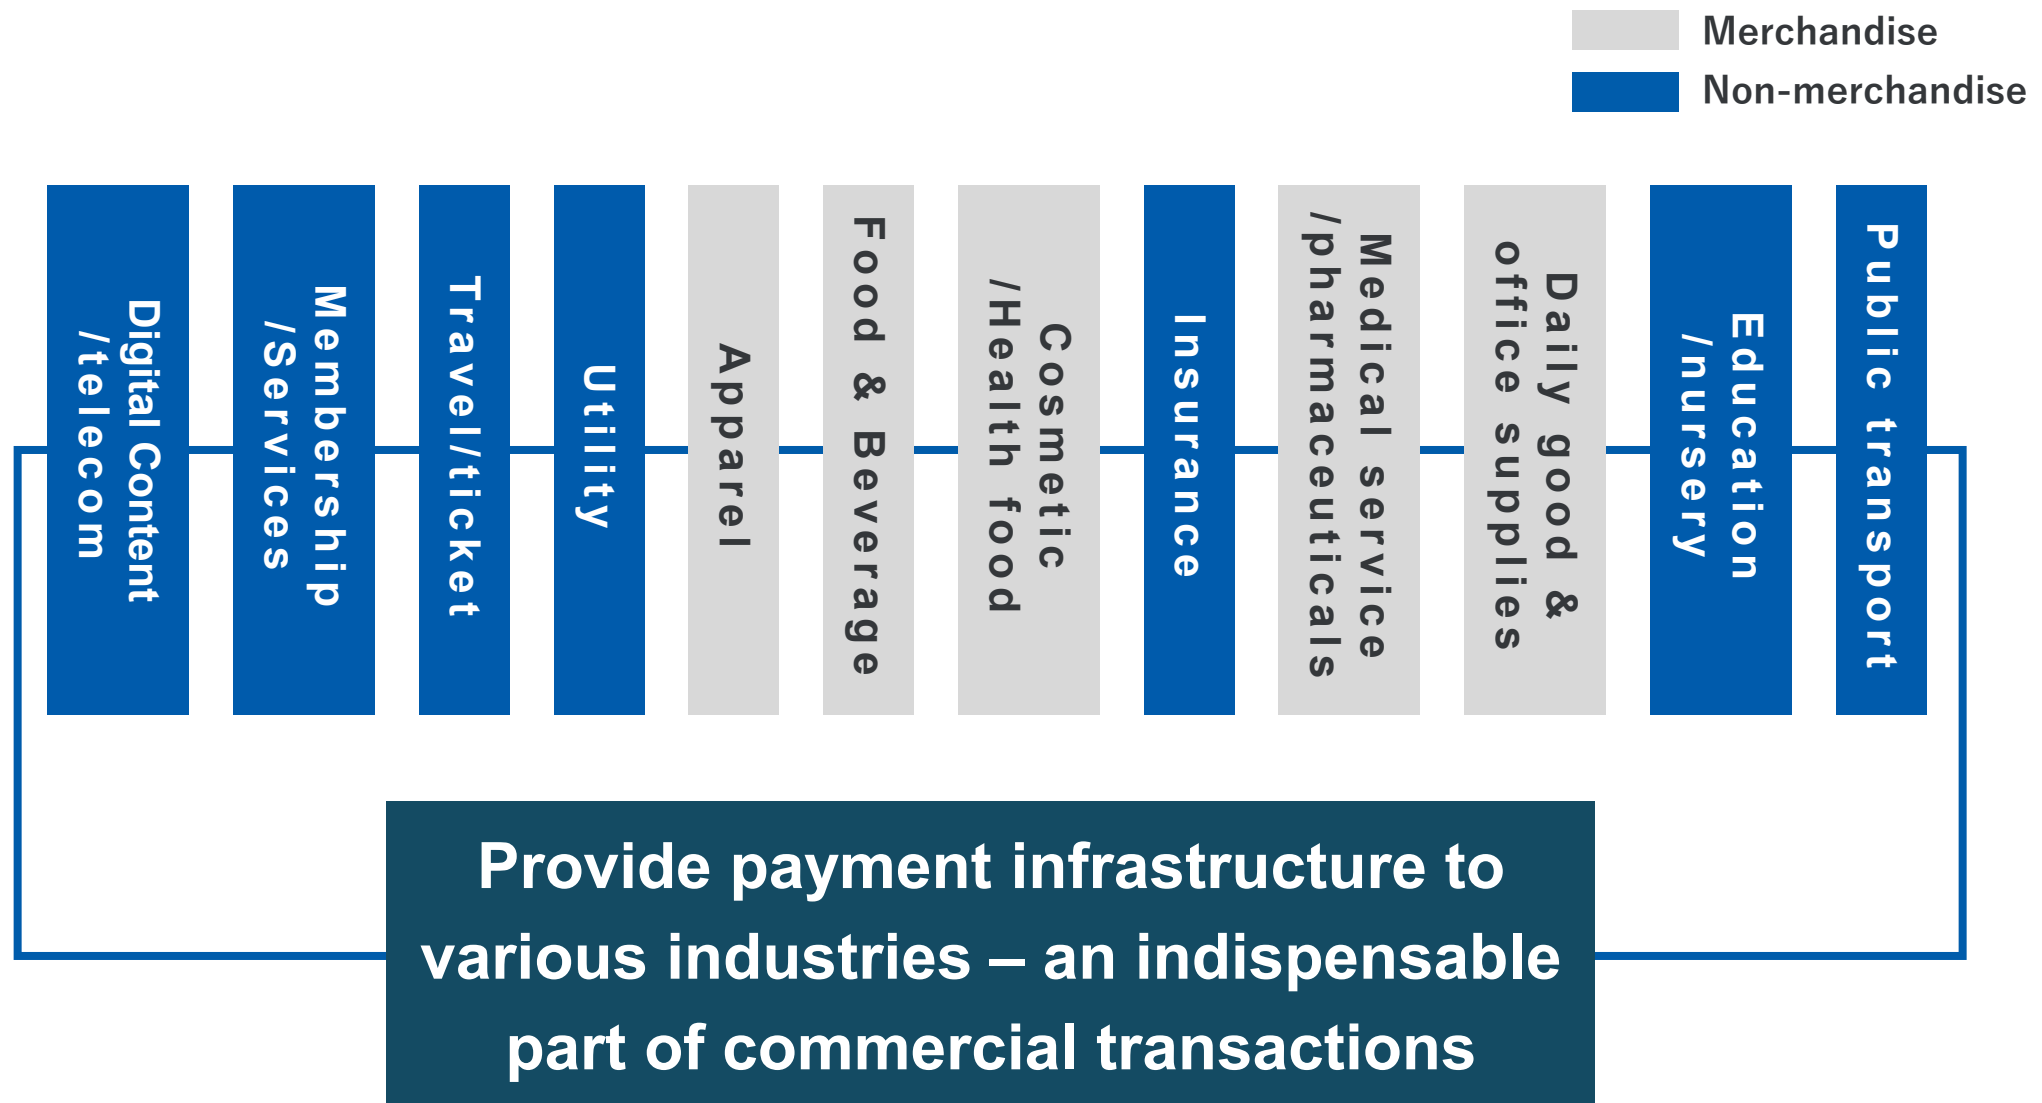 Merchandise
Non-merchandise
Digital Content
/telecom
Membership
/Services
Travel/ticket
Utility
Apparel
Food & Beverage
Cosmetic
/Health food
Insurance
Medical service
/pharmaceuticals
Daily good &
office supplies
Education
/nursery
Public transport
Provide payment infrastructure to
various industries – an indispensable
part of commercial transactions